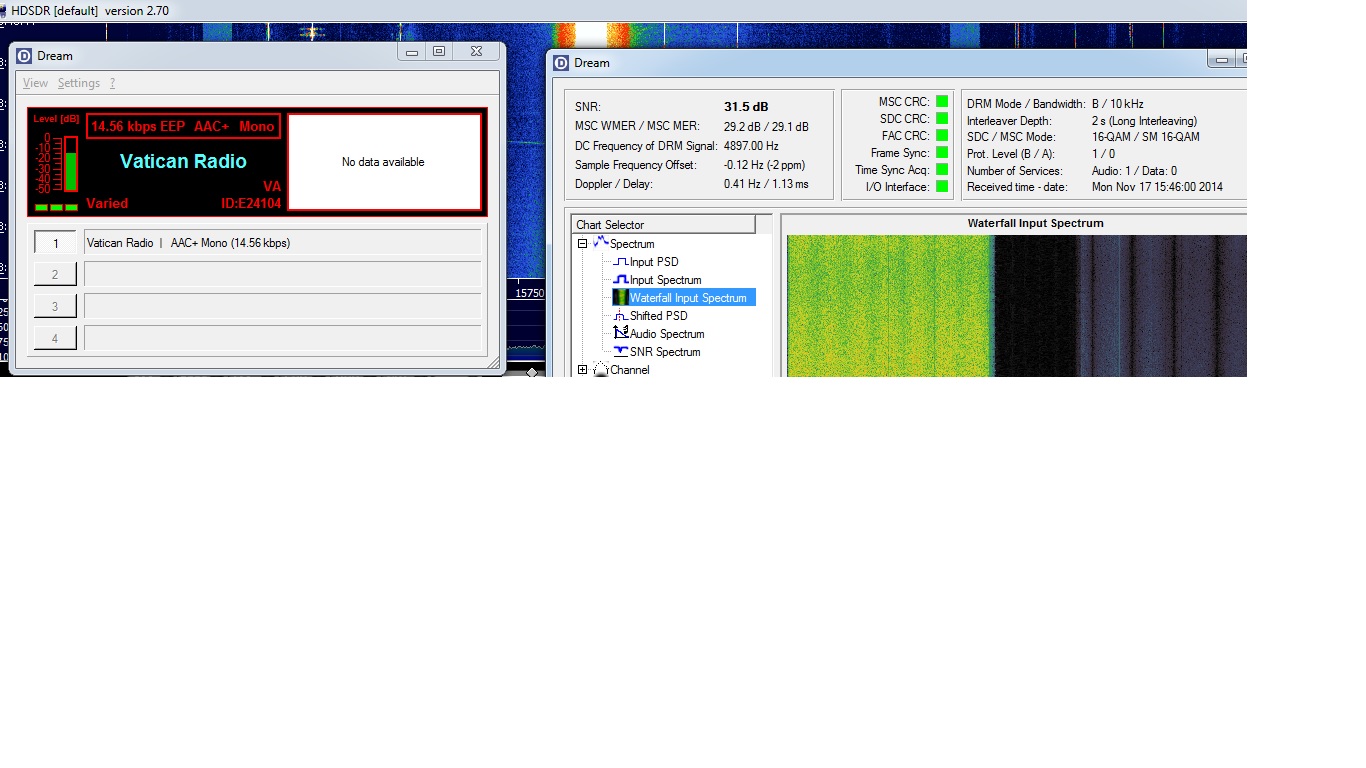 HDSDR [default] version 2.70
Dream
View Settings ?
Level [dB]
0
-10
-20
-30
-40
-50
14.56 kbps EEP AAC+ Mono
Vatican Radio
VA
Varied ID:E24104
No data available
1 Vatican Radio | AAC+ Mono (14.56 kbps)
2
3
4
15750
Dream
SNR: 31.5 dB
MSC WMER / MSC MER: 29.2 dB / 29.1 dB
DC Frequency of DRM Signal: 4897.00 Hz
Sample Frequency Offset: -0.12 Hz (-2 ppm)
Doppler / Delay: 0.41 Hz / 1.13 ms
MSC CRC:
SDC CRC:
FAC CRC:
Frame Sync:
Time Sync Acq:
I/O Interface:
DRM Mode / Bandwidth: B / 10 kHz
Interleaver Depth: 2 s (Long Interleaving)
SDC / MSC Mode: 16-QAM / SM 16-QAM
Prot. Level (B / A): 1 / 0
Number of Services: Audio: 1 / Data: 0
Received time - date: Mon Nov 17 15:46:00 2014
Chart Selector
Spectrum
Input PSD
Input Spectrum
Waterfall Input Spectrum
Shifted PSD
Audio Spectrum
SNR Spectrum
Channel
Waterfall Input Spectrum